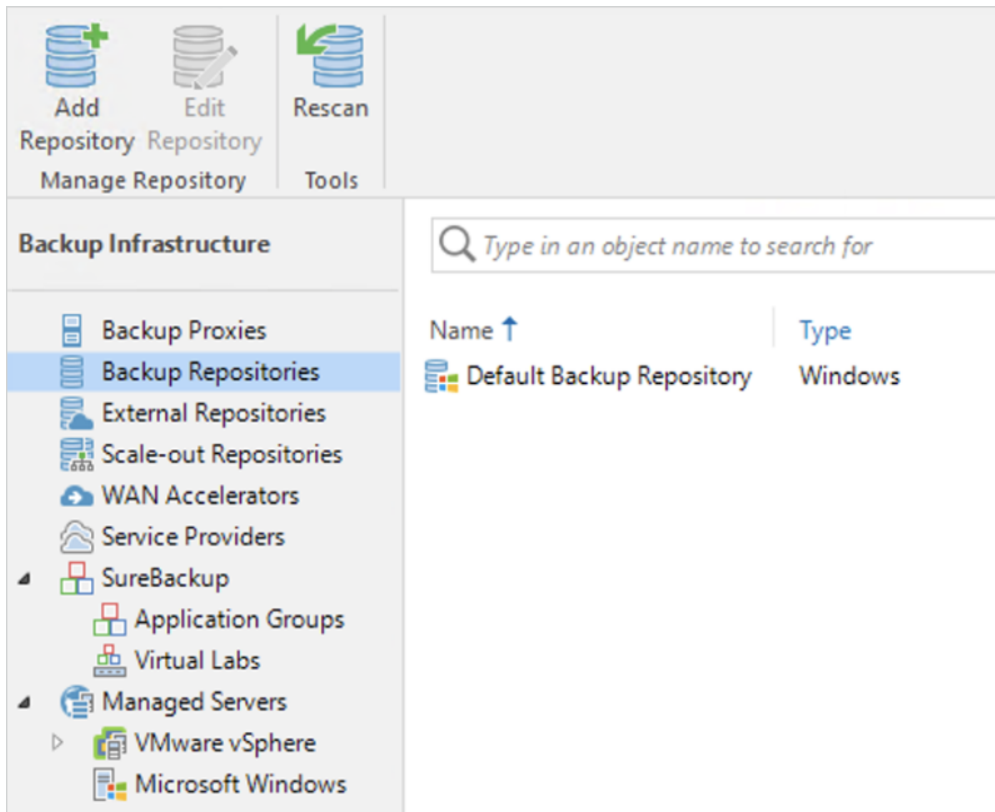 Add Repository
Edit Repository
Rescan
Manage Repository
Tools
Backup Infrastructure
Type in an object name to search for
Backup Proxies
Backup Repositories
External Repositories
Scale-out Repositories
WAN Accelerators
Service Providers
SureBackup
Application Groups
Virtual Labs
Managed Servers
VMware vSphere
Microsoft Windows
Name Type
Default Backup Repository Windows